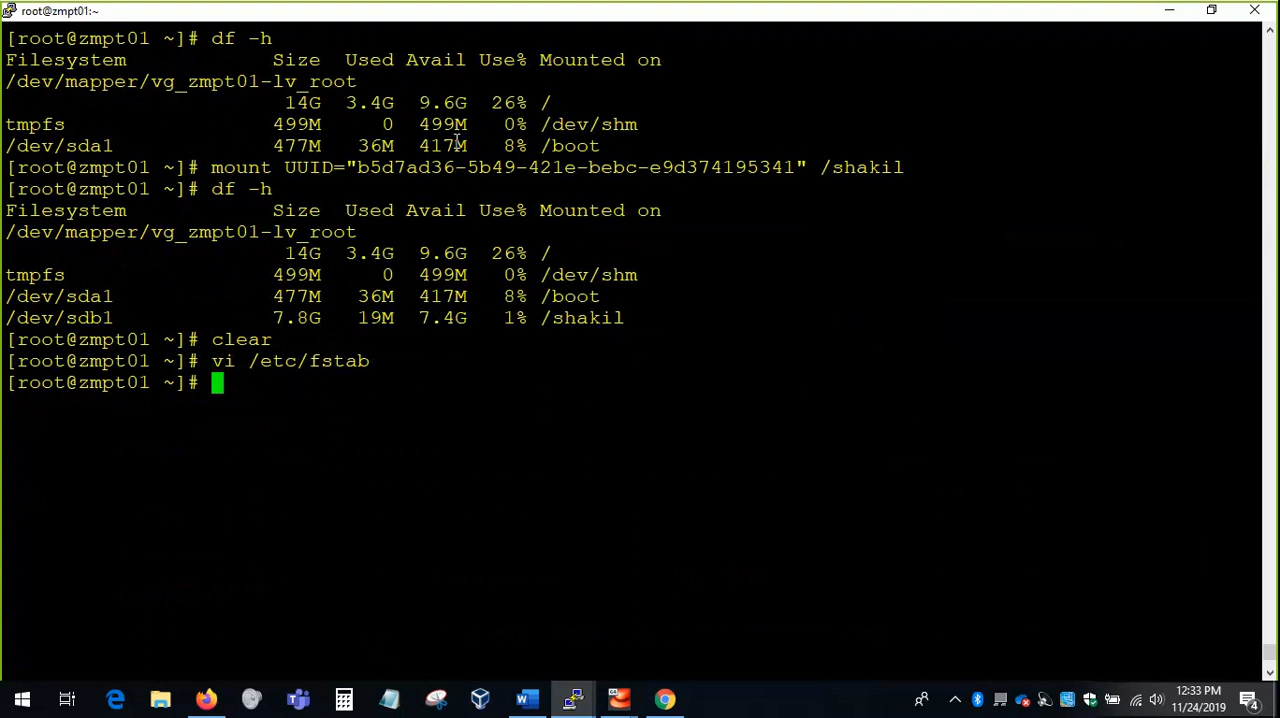 root@zmpt01:~
[root@zmpt01 ~]# df -h
Filesystem            Size  Used Avail Use% Mounted on
/dev/mapper/vg_zmpt01-lv_root
                       14G  3.4G  9.6G  26% /
tmpfs                 499M     0  499M   0% /dev/shm
/dev/sda1             477M   36M  417M   8% /boot
[root@zmpt01 ~]# mount UUID="b5d7ad36-5b49-421e-bebc-e9d374195341" /shakil
[root@zmpt01 ~]# df -h
Filesystem            Size  Used Avail Use% Mounted on
/dev/mapper/vg_zmpt01-lv_root
                       14G  3.4G  9.6G  26% /
tmpfs                 499M     0  499M   0% /dev/shm
/dev/sda1             477M   36M  417M   8% /boot
/dev/sdb1             7.8G   19M  7.4G   1% /shakil
[root@zmpt01 ~]# clear
[root@zmpt01 ~]# vi /etc/fstab
[root@zmpt01 ~]#
12:33 PM
11/24/2019
4